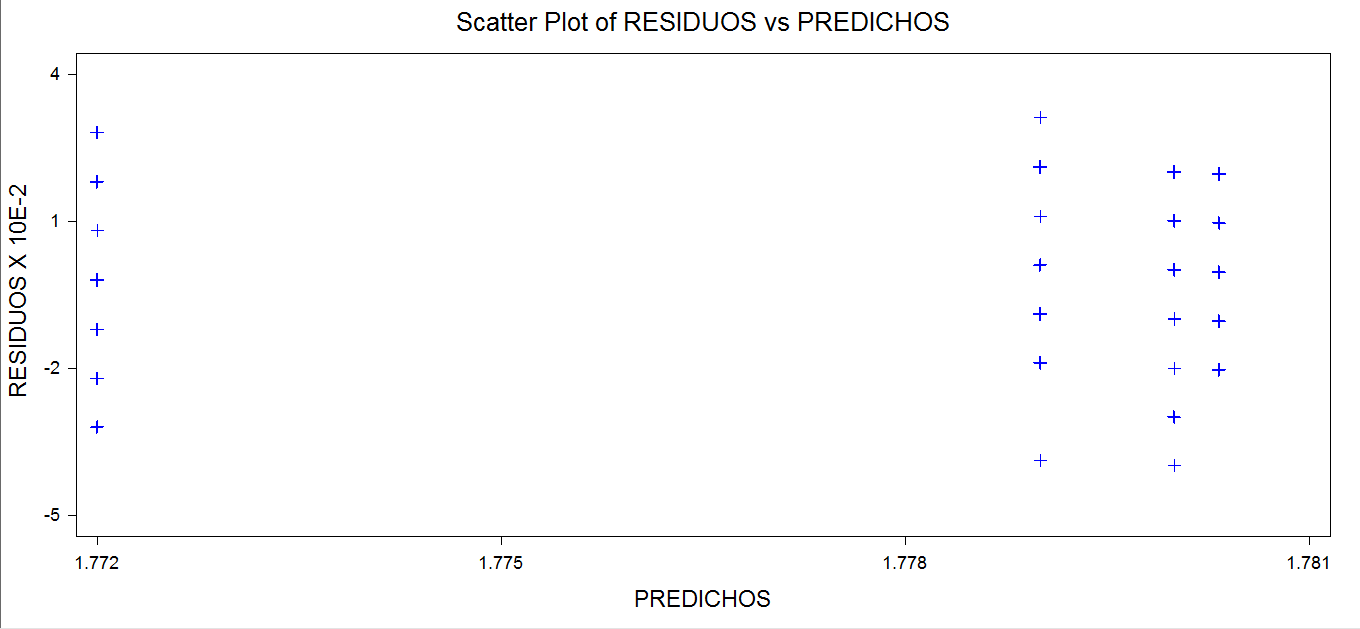 Scatter Plot of RESIDUOS vs PREDICHOS
4
1
-2
-5
RESIDUOS X 10E-2
1.772
1.775
1.778
1.781
PREDICHOS